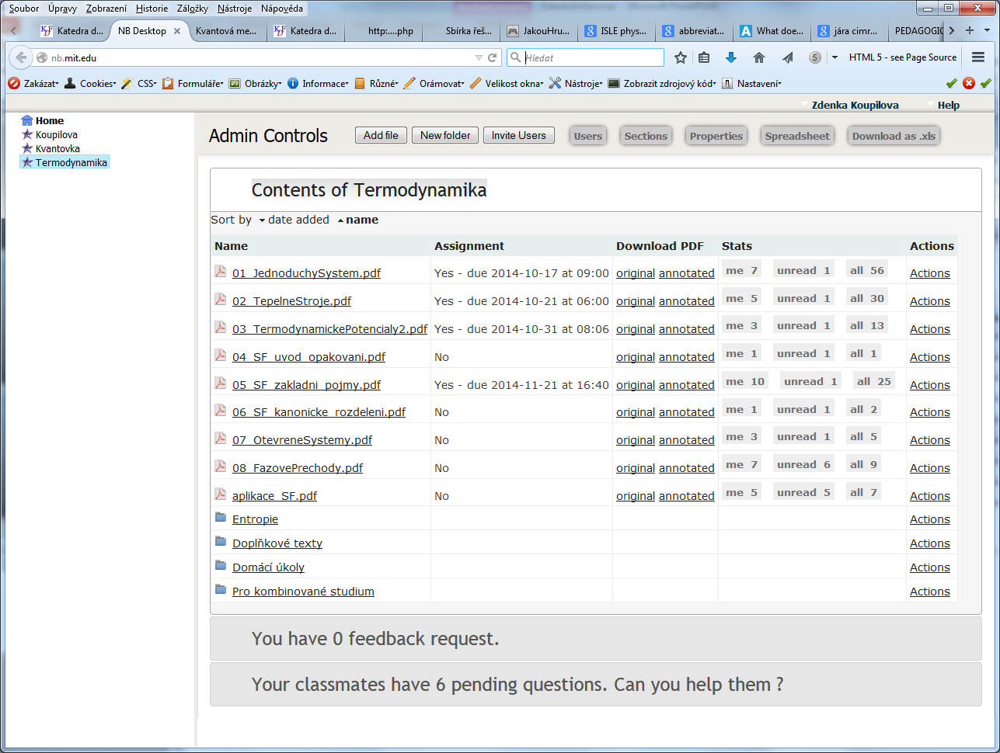 Soubor Úpravy Zobrazení Historie Záložky Nástroje Nápověda
Katedra d... NB Desktop Kvantová me... Katedra d... http:....php Sbírka řeš... JakouHru... ISLE phys... abbreviat... What doe... jára cimr... PEDAGOGIC
nb.mit.edu Hledat 5 HTML 5 - see Page Source
Zakázat Cookies CSS Formuláře Obrázky Informace Různé Orámovat Velikost okna Nástroje Zobrazit zdrojový kód Nastavení
Zdenka Koupilova Help
Home
Koupilova
Kvantovka
Termodynamika
Admin Controls Add file New folder Invite Users Users Sections Properties Spreadsheet Download as .xls
Contents of Termodynamika
Sort by date added name
Name Assignment Download PDF Stats Actions
01_JednoduchySystem.pdf Yes - due 2014-10-17 at 09:00 original annotated me 7 unread 1 all 56 Actions
02_TepelneStroje.pdf Yes - due 2014-10-21 at 06:00 original annotated me 5 unread 1 all 30 Actions
03_TermodynamickePotencialy2.pdf Yes - due 2014-10-31 at 08:06 original annotated me 3 unread 1 all 13 Actions
04_SF_uvod_opakovani.pdf No original annotated me 1 unread 1 all 1 Actions
05_SF_zakladni_pojmy.pdf Yes - due 2014-11-21 at 16:40 original annotated me 10 unread 1 all 25 Actions
06_SF_kanonicke_rozdeleni.pdf No original annotated me 1 unread 1 all 2 Actions
07_OtevreneSystemy.pdf No original annotated me 3 unread 1 all 5 Actions
08_FazovePrechody.pdf No original annotated me 7 unread 6 all 9 Actions
aplikace_SF.pdf No original annotated me 5 unread 5 all 7 Actions
Entropie Actions
Doplňkové texty Actions
Domácí úkoly Actions
Pro kombinované studium Actions
You have 0 feedback request.
Your classmates have 6 pending questions. Can you help them ?